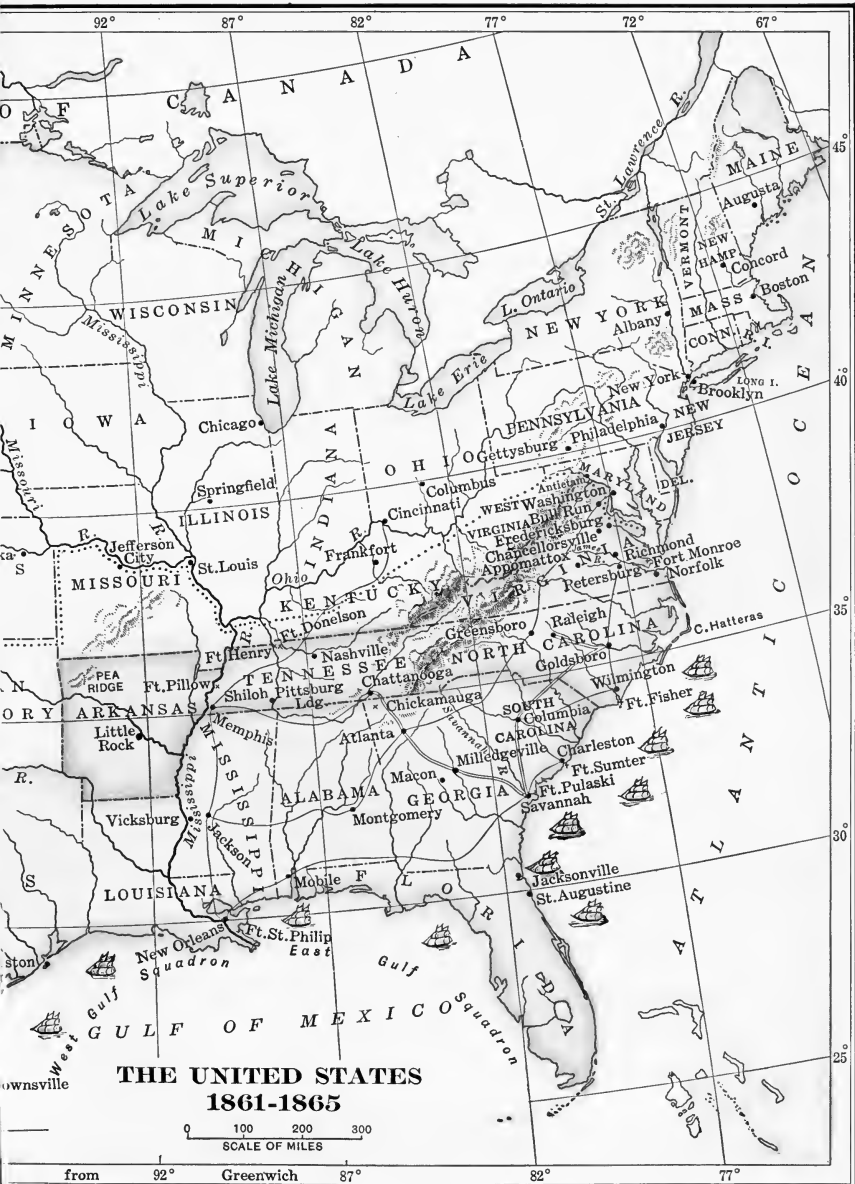 92° 87° 82° 77° 72° 67°
O F
C A N A D A
St. Lawrence R.
45°
MAINE
Augusta
Lake Superior
MINNESOTA
MICHIGAN
Lake Huron
VERMONT
NEW
HAMP.
Concord
WISCONSIN
Lake Michigan
L. Ontario
NEW YORK
Albany
MASS
Boston
CONN.
R. I.
Mississippi
Lake Erie
New York
Brooklyn
LONG I.
40°
IOWA
Chicago
PENNSYLVANIA
Philadelphia
NEW
JERSEY
Missouri
R.
R.
INDIANA
OHIO
Gettysburg
Springfield
ILLINOIS
Columbus
Cincinnati
MARYLAND
DEL.
Antietam
WEST
VIRGINIA
Washington
Bull Run
Fredericksburg
Chancellorsville
Appomattox
James R.
Richmond
Fort Monroe
Petersburg
Norfolk
ka
S
Jefferson
City
MISSOURI
St. Louis
Ohio
R.
Frankfort
KENTUCKY
VIRGINIA
35°
R.
Ft. Donelson
Ft. Henry
Nashville
Greensboro
Raleigh
C. Hatteras
TENNESSEE
NORTH CAROLINA
Goldsboro
PEA
RIDGE
Ft. Pillow
Shiloh
Pittsburg
Ldg.
Chattanooga
Chickamauga
Wilmington
Ft. Fisher
A N
ORY
ARKANSAS
Memphis
Little
Rock
Atlanta
Savannah R.
SOUTH
CAROLINA
Columbia
Milledgeville
Charleston
Ft. Sumter
R.
MISSISSIPPI
Macon
ALABAMA
GEORGIA
Ft. Pulaski
Savannah
Vicksburg
Mississippi
Jackson
Montgomery
30°
S
LOUISIANA
Mobile
FLORIDA
Jacksonville
St. Augustine
ston
New Orleans
Ft. St. Philip
West Gulf Squadron
East Gulf Squadron
GULF OF MEXICO
ATLANTIC OCEAN
25°
ownsville
THE UNITED STATES
1861-1865
0 100 200 300
SCALE OF MILES
from 92° Greenwich 87° 82° 77°